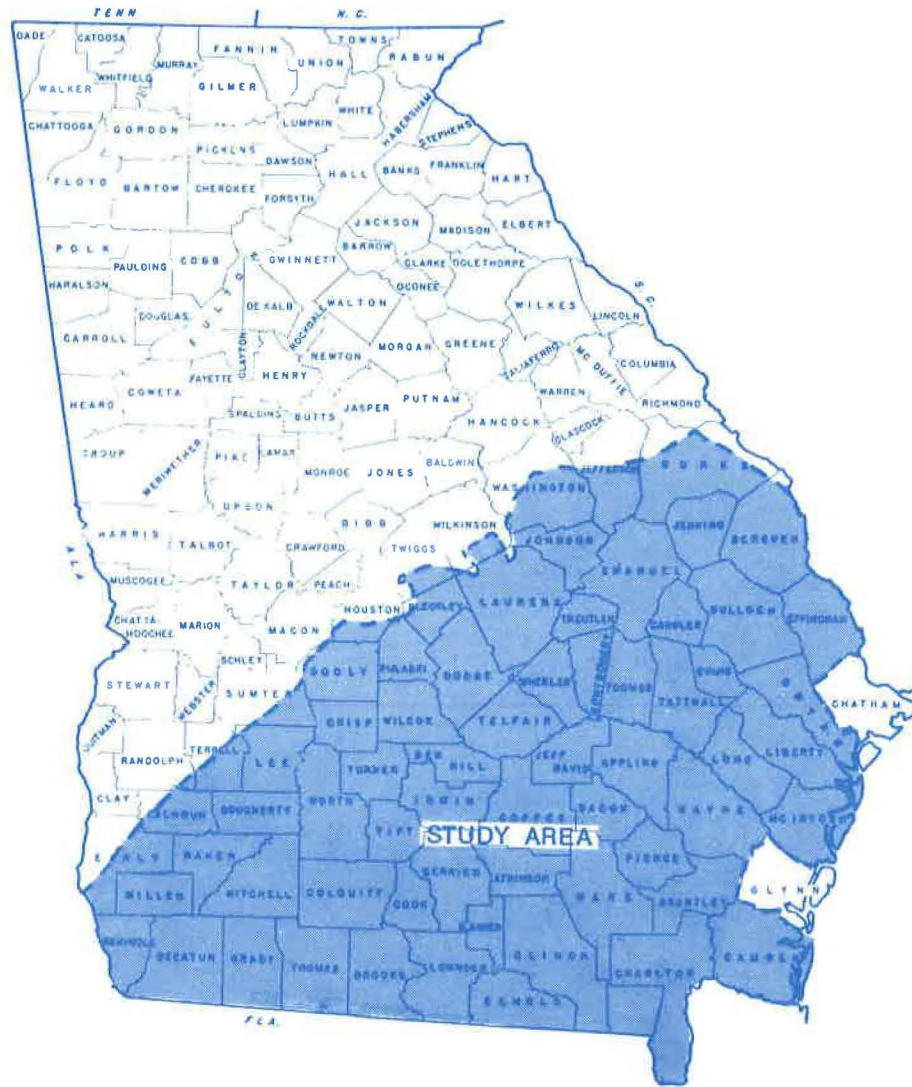 TENN
N. C.
DADE
CATOOSA
FANNIN
TOWNS
RABUN
WHITFIELD
MURRAY
UNION
WALKER
GILMER
WHITE
HABERSHAM
STEPHENS
CHATTOOGA
GORDON
LUMPKIN
PICKENS
DAWSON
HALL
BANKS
FRANKLIN
HART
FLOYD
BARTOW
CHEROKEE
FORSYTH
JACKSON
MADISON
ELBERT
POLK
PAULDING
COBB
FULTON
GWINNETT
BARROW
CLARKE
OGLETHORPE
OCONEE
S. C.
HARALSON
DOUGLAS
DE KALB
ROCKDALE
WALTON
WILKES
LINCOLN
CARROLL
CLAYTON
NEWTON
MORGAN
GREENE
TALIAFERRO
MC DUFFIE
COLUMBIA
FAYETTE
HENRY
WARREN
RICHMOND
HEARD
COWETA
SPALDING
BUTTS
JASPER
PUTNAM
HANCOCK
GLASCOCK
TROUP
MERIWETHER
PIKE
LAMAR
MONROE
JONES
BALDWIN
JEFFERSON
BURKE
WASHINGTON
UPSON
BIBB
WILKINSON
JENKINS
SCREVEN
HARRIS
TALBOT
CRAWFORD
TWIGGS
JOHNSON
ALA
MUSCOGEE
TAYLOR
PEACH
EMANUEL
HOUSTON
BLECKLEY
LAURENS
BULLOCH
EFFINGHAM
CHATTA-
HOOCHEE
MARION
MACON
TREUTLEN
CANDLER
SCHLEY
DOOLY
PULASKI
DODGE
WHEELER
MONTGOMERY
TOOMBS
EVANS
BRYAN
STEWART
WEBSTER
SUMTER
TATTNALL
CHATHAM
CRISP
WILCOX
TELFAIR
QUITMAN
RANDOLPH
TERRELL
LEE
BEN
HILL
JEFF
DAVIS
APPLING
LONG
LIBERTY
TURNER
CLAY
CALHOUN
DOUGHERTY
WORTH
IRWIN
COFFEE
BACON
WAYNE
MCINTOSH
TIFT
STUDY AREA
EARLY
BAKER
PIERCE
BERRIEN
ATKINSON
GLYNN
MILLER
MITCHELL
COLQUITT
COOK
WARE
BRANTLEY
LANIER
SEMINOLE
DECATUR
GRADY
THOMAS
BROOKS
LOWNDES
CLINCH
CHARLTON
CAMDEN
ECHOLS
FLA.